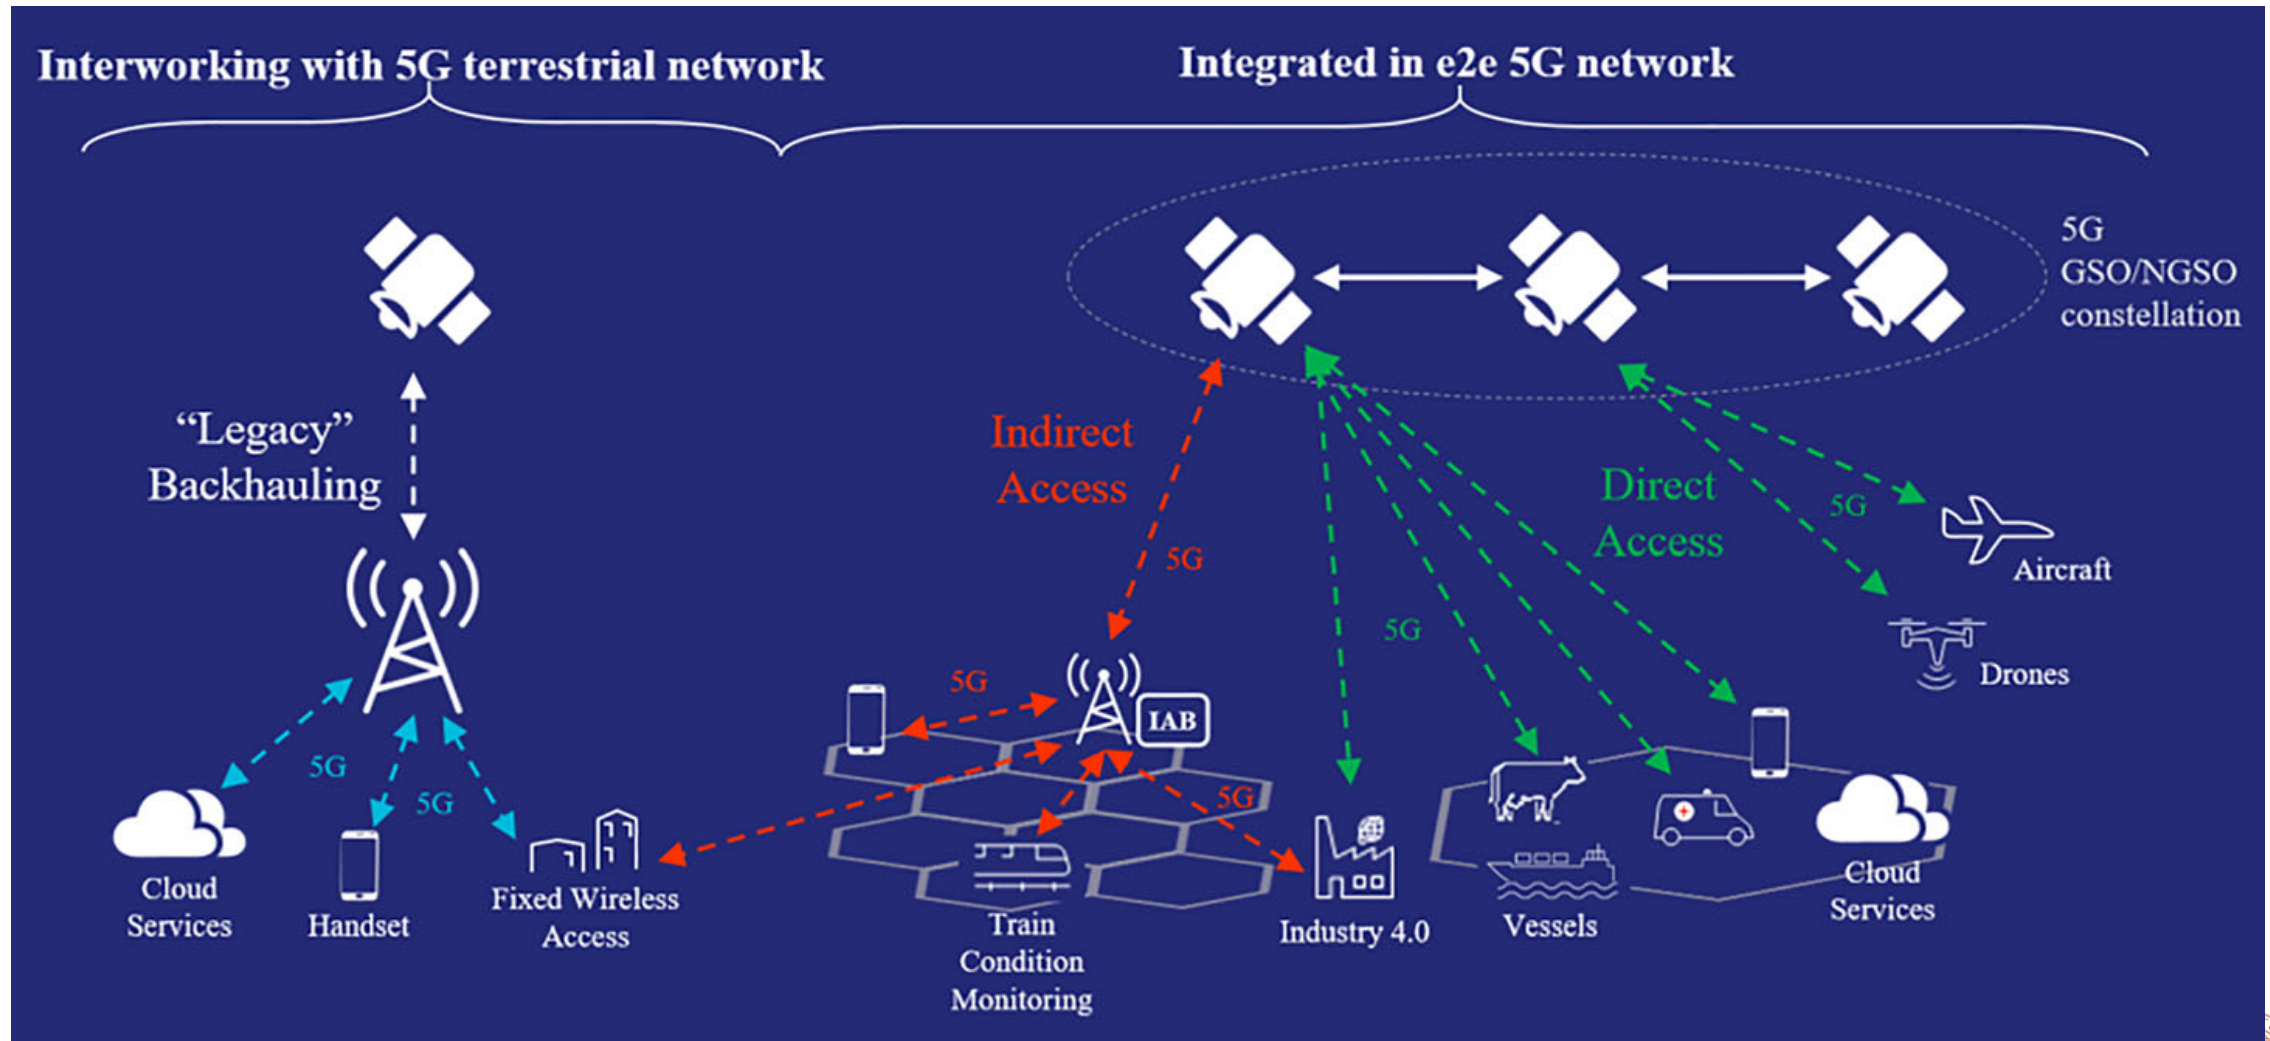 Interworking with 5G terrestrial network
Integrated in e2e 5G network
5G
GSO/NGSO
constellation
“Legacy”
Backhauling
Indirect
Access
5G
Direct
Access
5G
5G
Aircraft
Drones
5G
IAB
5G
5G
5G
Cloud
Services
Handset
Fixed Wireless
Access
Train
Condition
Monitoring
Industry 4.0
Vessels
Cloud
Services